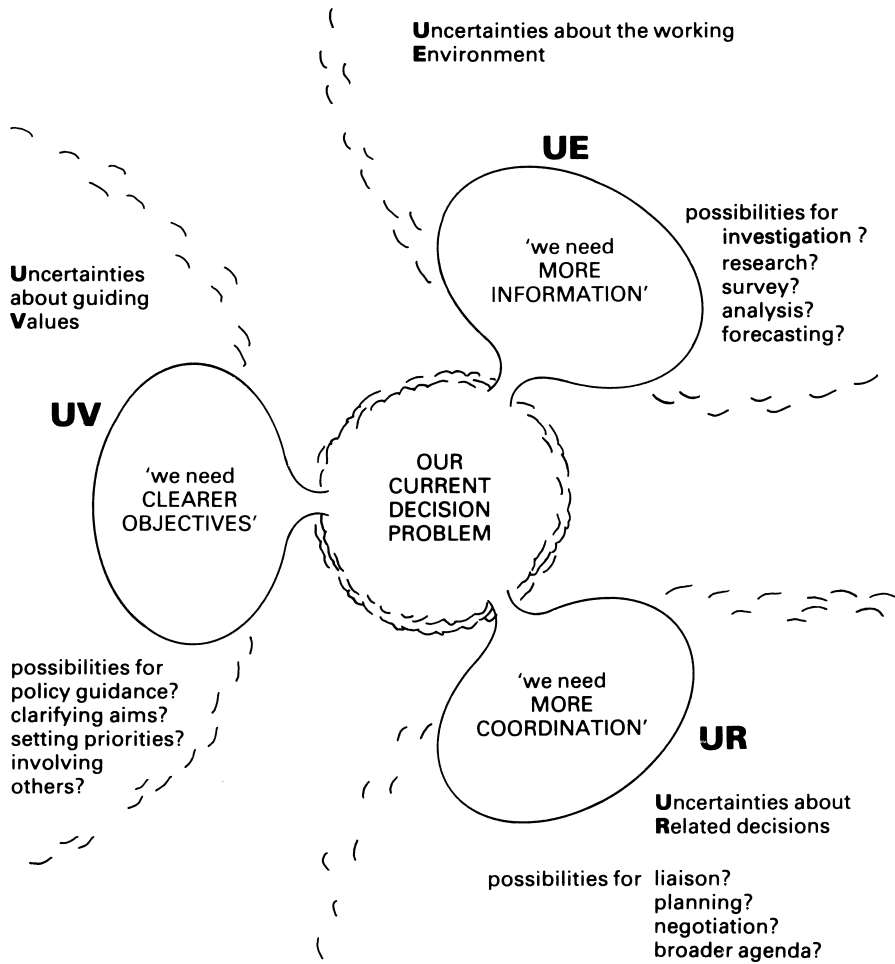 Uncertainties about the working
Environment
UE
'we need
MORE
INFORMATION'
possibilities for
investigation ?
research?
survey?
analysis?
forecasting?
Uncertainties
about guiding
Values
UV
'we need
CLEARER
OBJECTIVES'
possibilities for
policy guidance?
clarifying aims?
setting priorities?
involving
others?
OUR
CURRENT
DECISION
PROBLEM
'we need
MORE
COORDINATION'
UR
Uncertainties about
Related decisions
possibilities for liaison?
planning?
negotiation?
broader agenda?